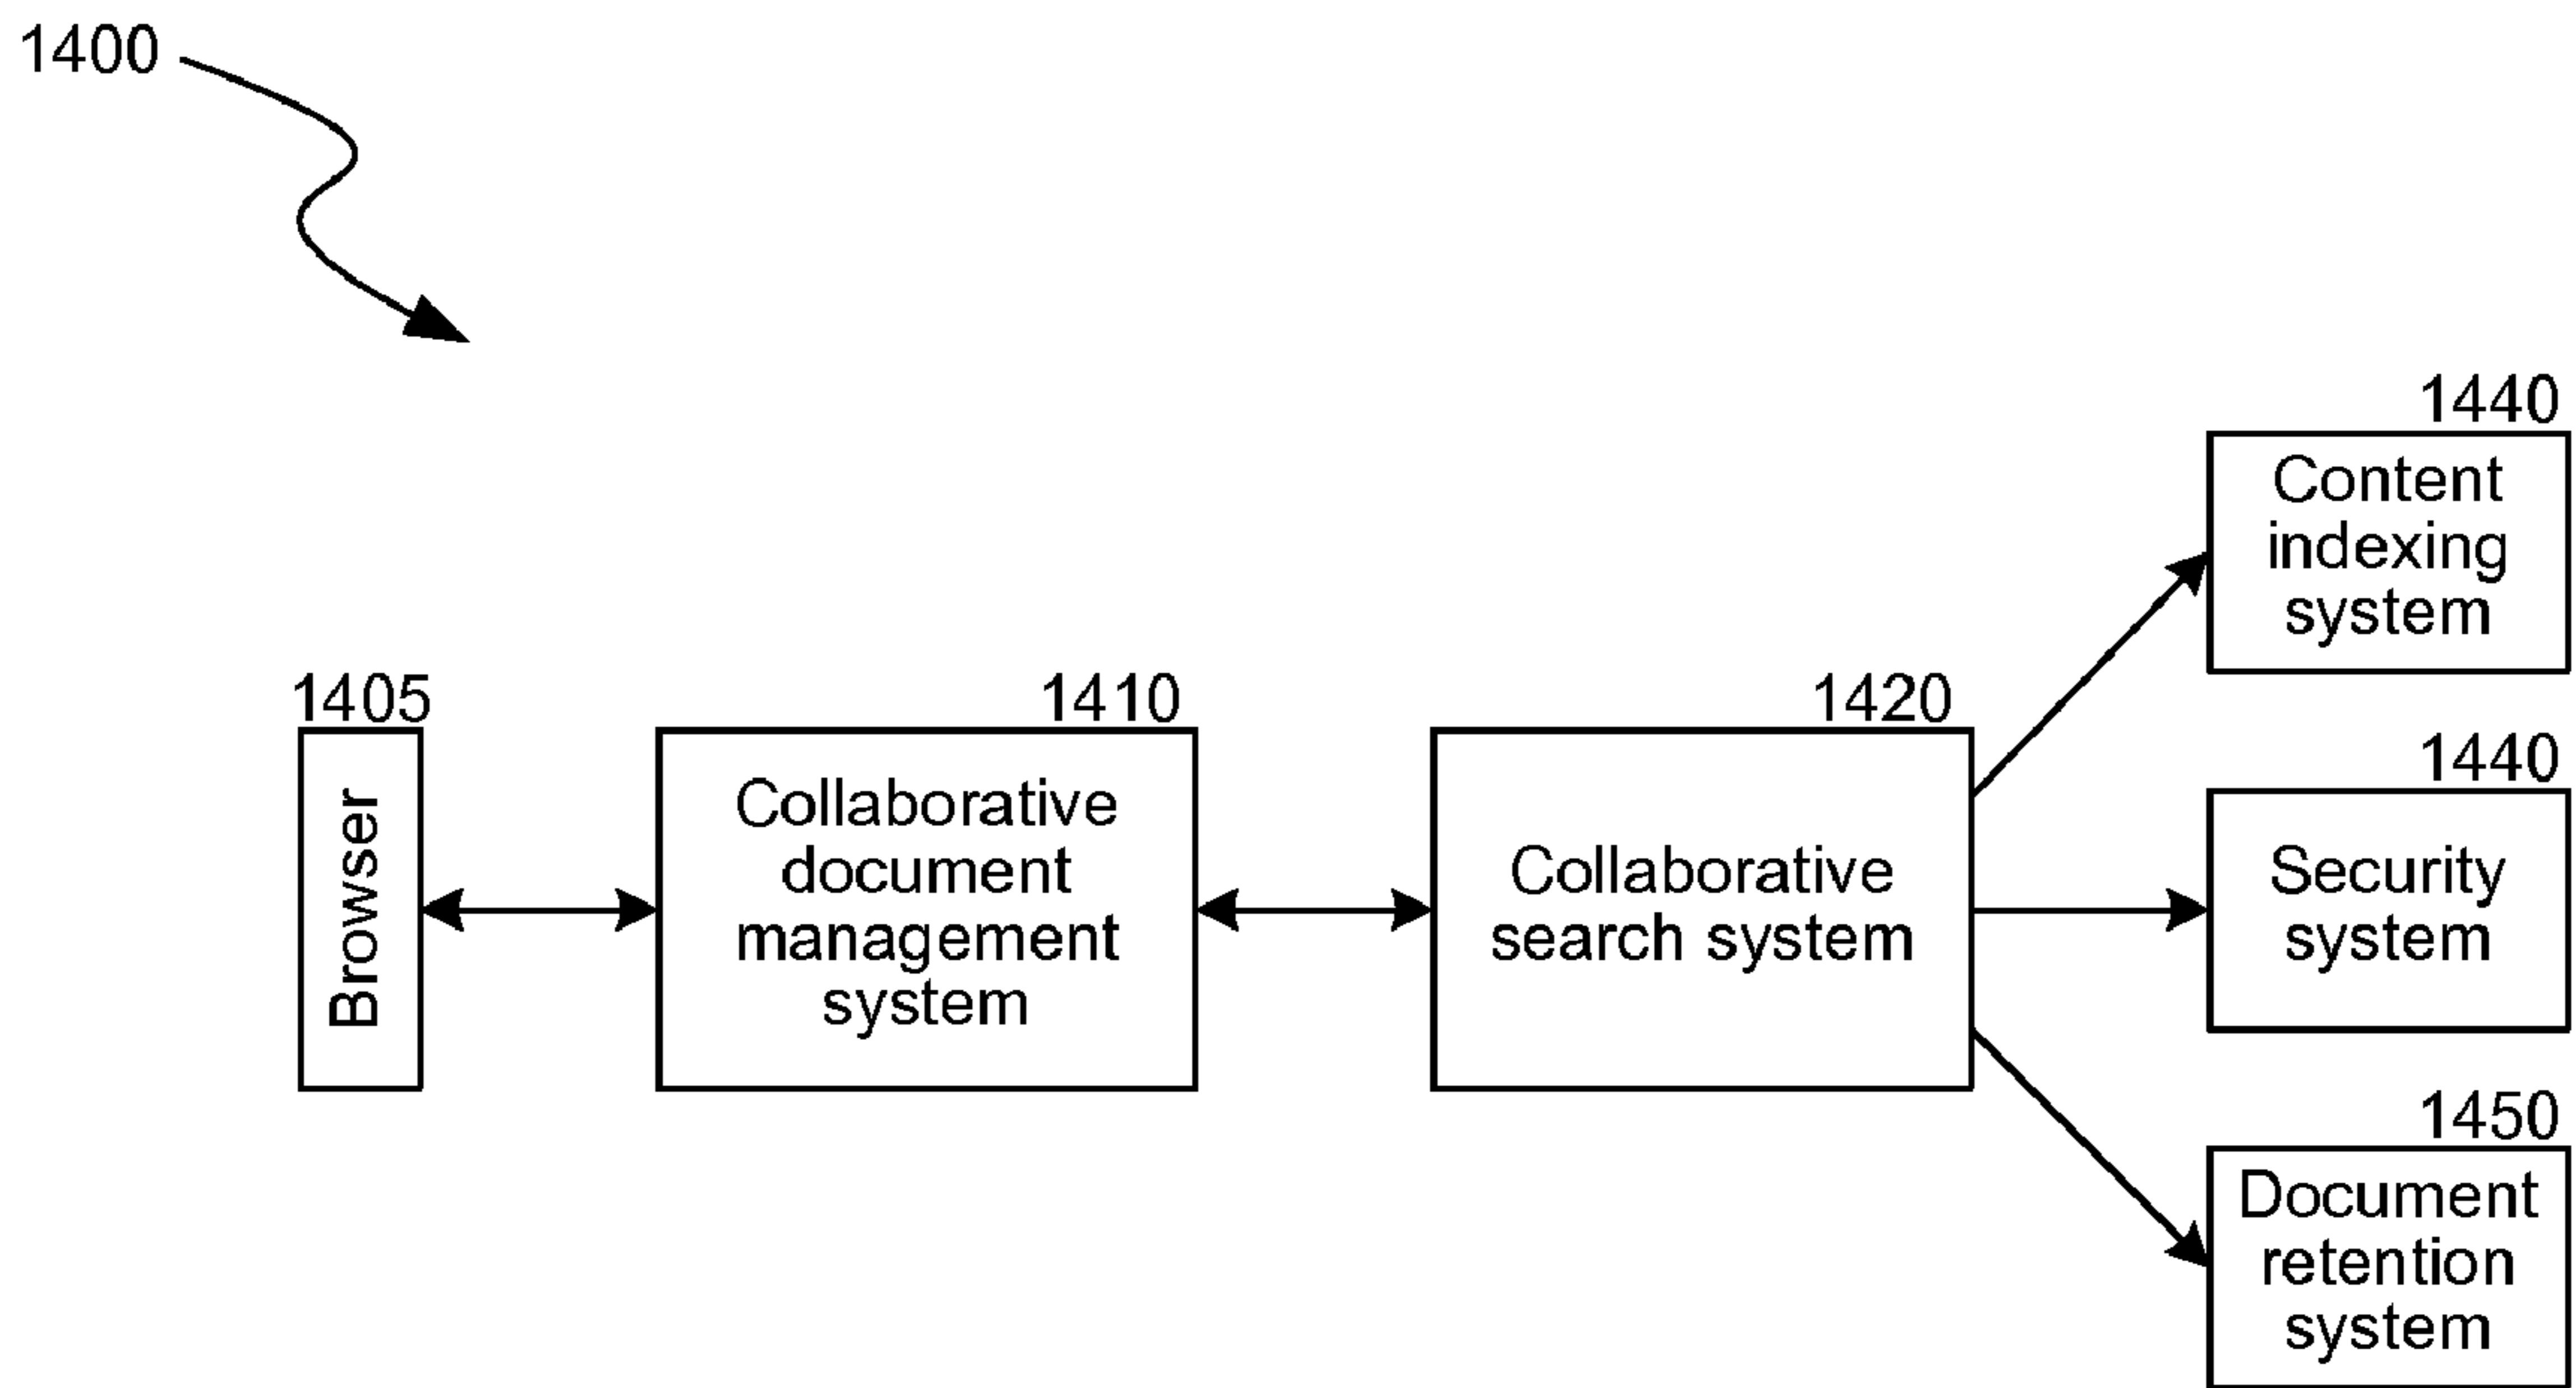 1400
1405
Browser
1410
Collaborative
document
management
system
1420
Collaborative
search system
1440
Content
indexing
system
1440
Security
system
1450
Document
retention
system